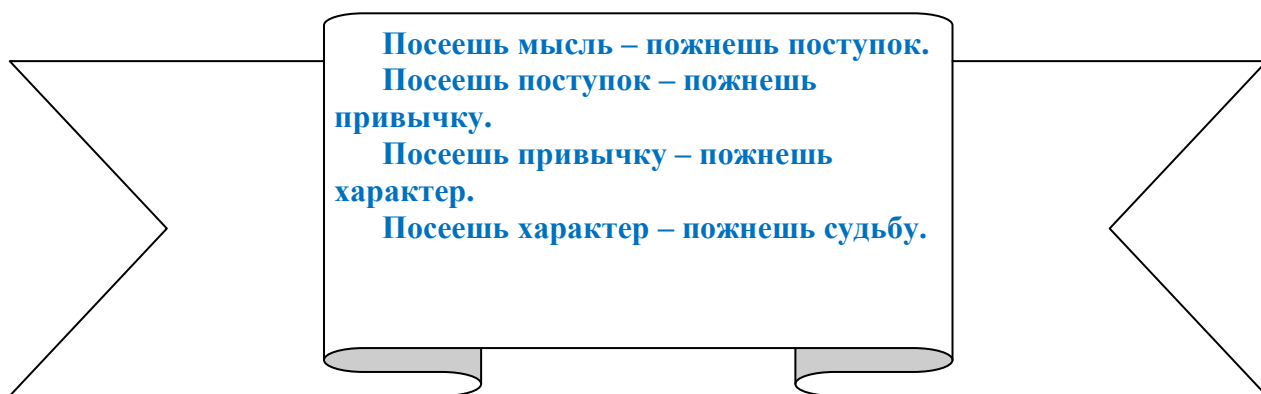 Посеешь мысль – пожнешь поступок.
Посеешь поступок – пожнешь
привычку.
Посеешь привычку – пожнешь
характер.
Посеешь характер – пожнешь судьбу.